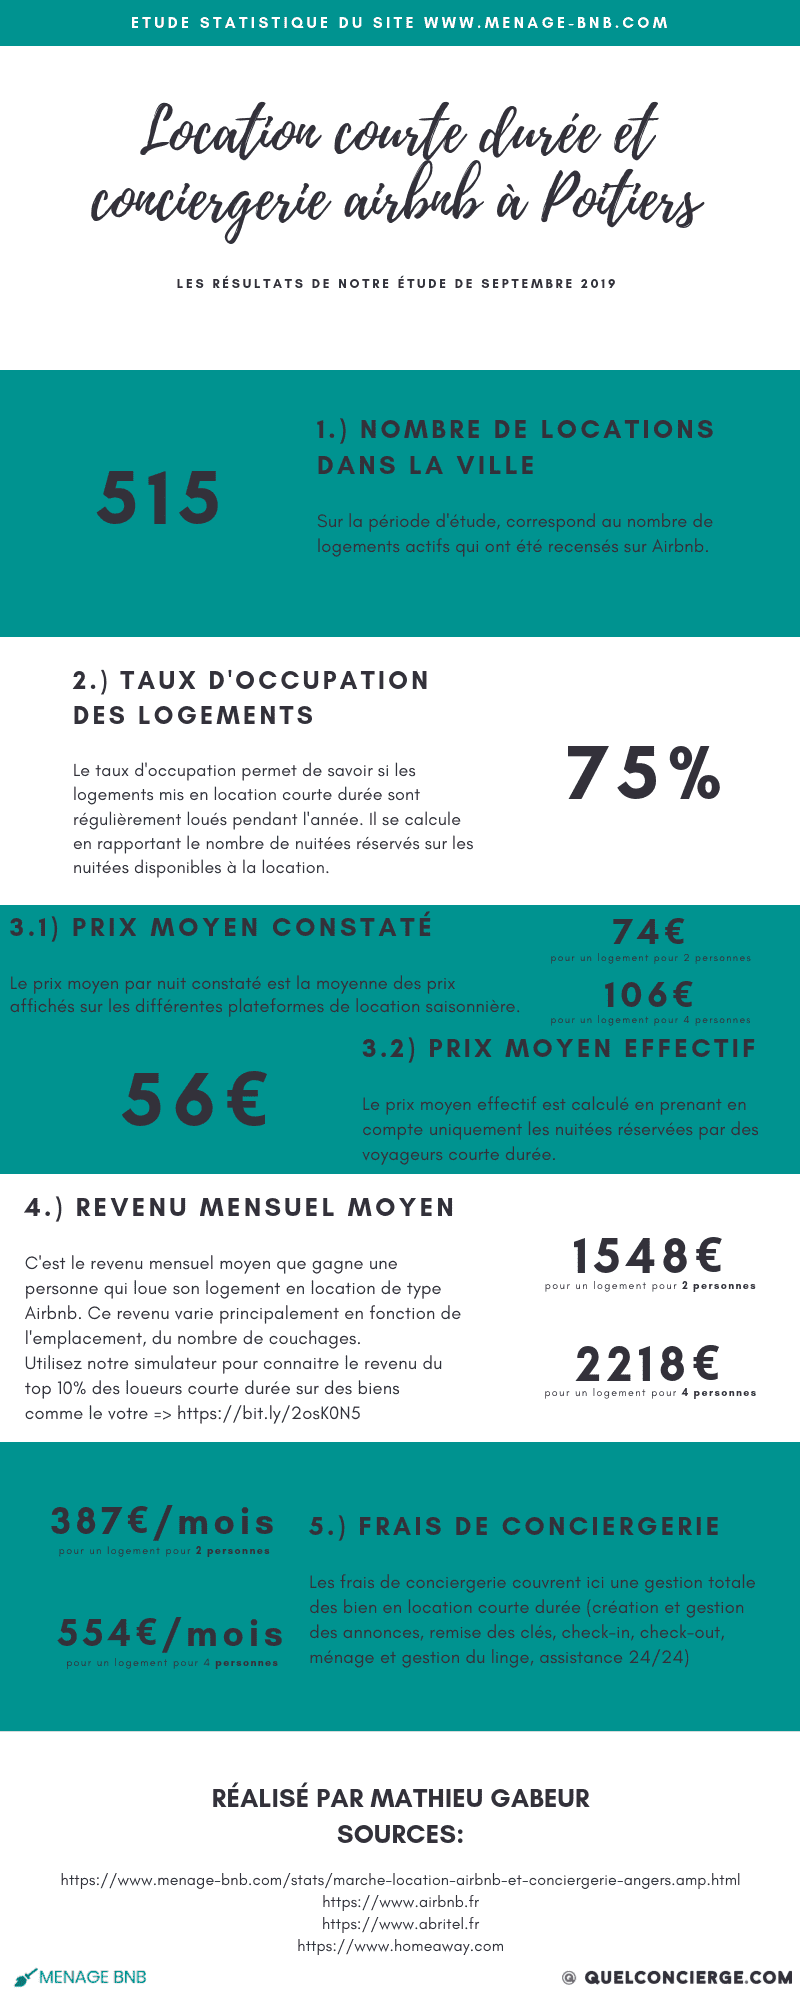 ETUDE STATISTIQUE DU SITE WWW.MENAGE-BNB.COM
Location courte durée et
conciergerie airbnb à Poitiers
LES RÉSULTATS DE NOTRE ÉTUDE DE SEPTEMBRE 2019
515
1.) NOMBRE DE LOCATIONS
DANS LA VILLE
Sur la période d'étude, correspond au nombre de
logements actifs qui ont été recensés sur Airbnb.
2.) TAUX D'OCCUPATION
DES LOGEMENTS
Le taux d'occupation permet de savoir si les
logements mis en location courte durée sont
régulièrement loués pendant l'année. Il se calcule
en rapportant le nombre de nuitées réservés sur les
nuitées disponibles à la location.
75%
3.1) PRIX MOYEN CONSTATÉ
Le prix moyen par nuit constaté est la moyenne des prix
affichés sur les différentes plateformes de location saisonnière.
74€
pour un logement pour 2 personnes
106€
pour un logement pour 4 personnes
56€
3.2) PRIX MOYEN EFFECTIF
Le prix moyen effectif est calculé en prenant en
compte uniquement les nuitées réservées par des
voyageurs courte durée.
4.) REVENU MENSUEL MOYEN
C'est le revenu mensuel moyen que gagne une
personne qui loue son logement en location de type
Airbnb. Ce revenu varie principalement en fonction de
l'emplacement, du nombre de couchages.
Utilisez notre simulateur pour connaitre le revenu du
top 10% des loueurs courte durée sur des biens
comme le votre => https://bit.ly/2osK0N5
1548€
pour un logement pour 2 personnes
2218€
pour un logement pour 4 personnes
387€/mois
pour un logement pour 2 personnes
554€/mois
pour un logement pour 4 personnes
5.) FRAIS DE CONCIERGERIE
Les frais de conciergerie couvrent ici une gestion totale
des bien en location courte durée (création et gestion
des annonces, remise des clés, check-in, check-out,
ménage et gestion du linge, assistance 24/24)
RÉALISÉ PAR MATHIEU GABEUR
SOURCES:
https://www.menage-bnb.com/stats/marche-location-airbnb-et-conciergerie-angers.amp.html
https://www.airbnb.fr
https://www.abritel.fr
https://www.homeaway.com
MENAGE BNB
@ QUELCONCIERGE.COM